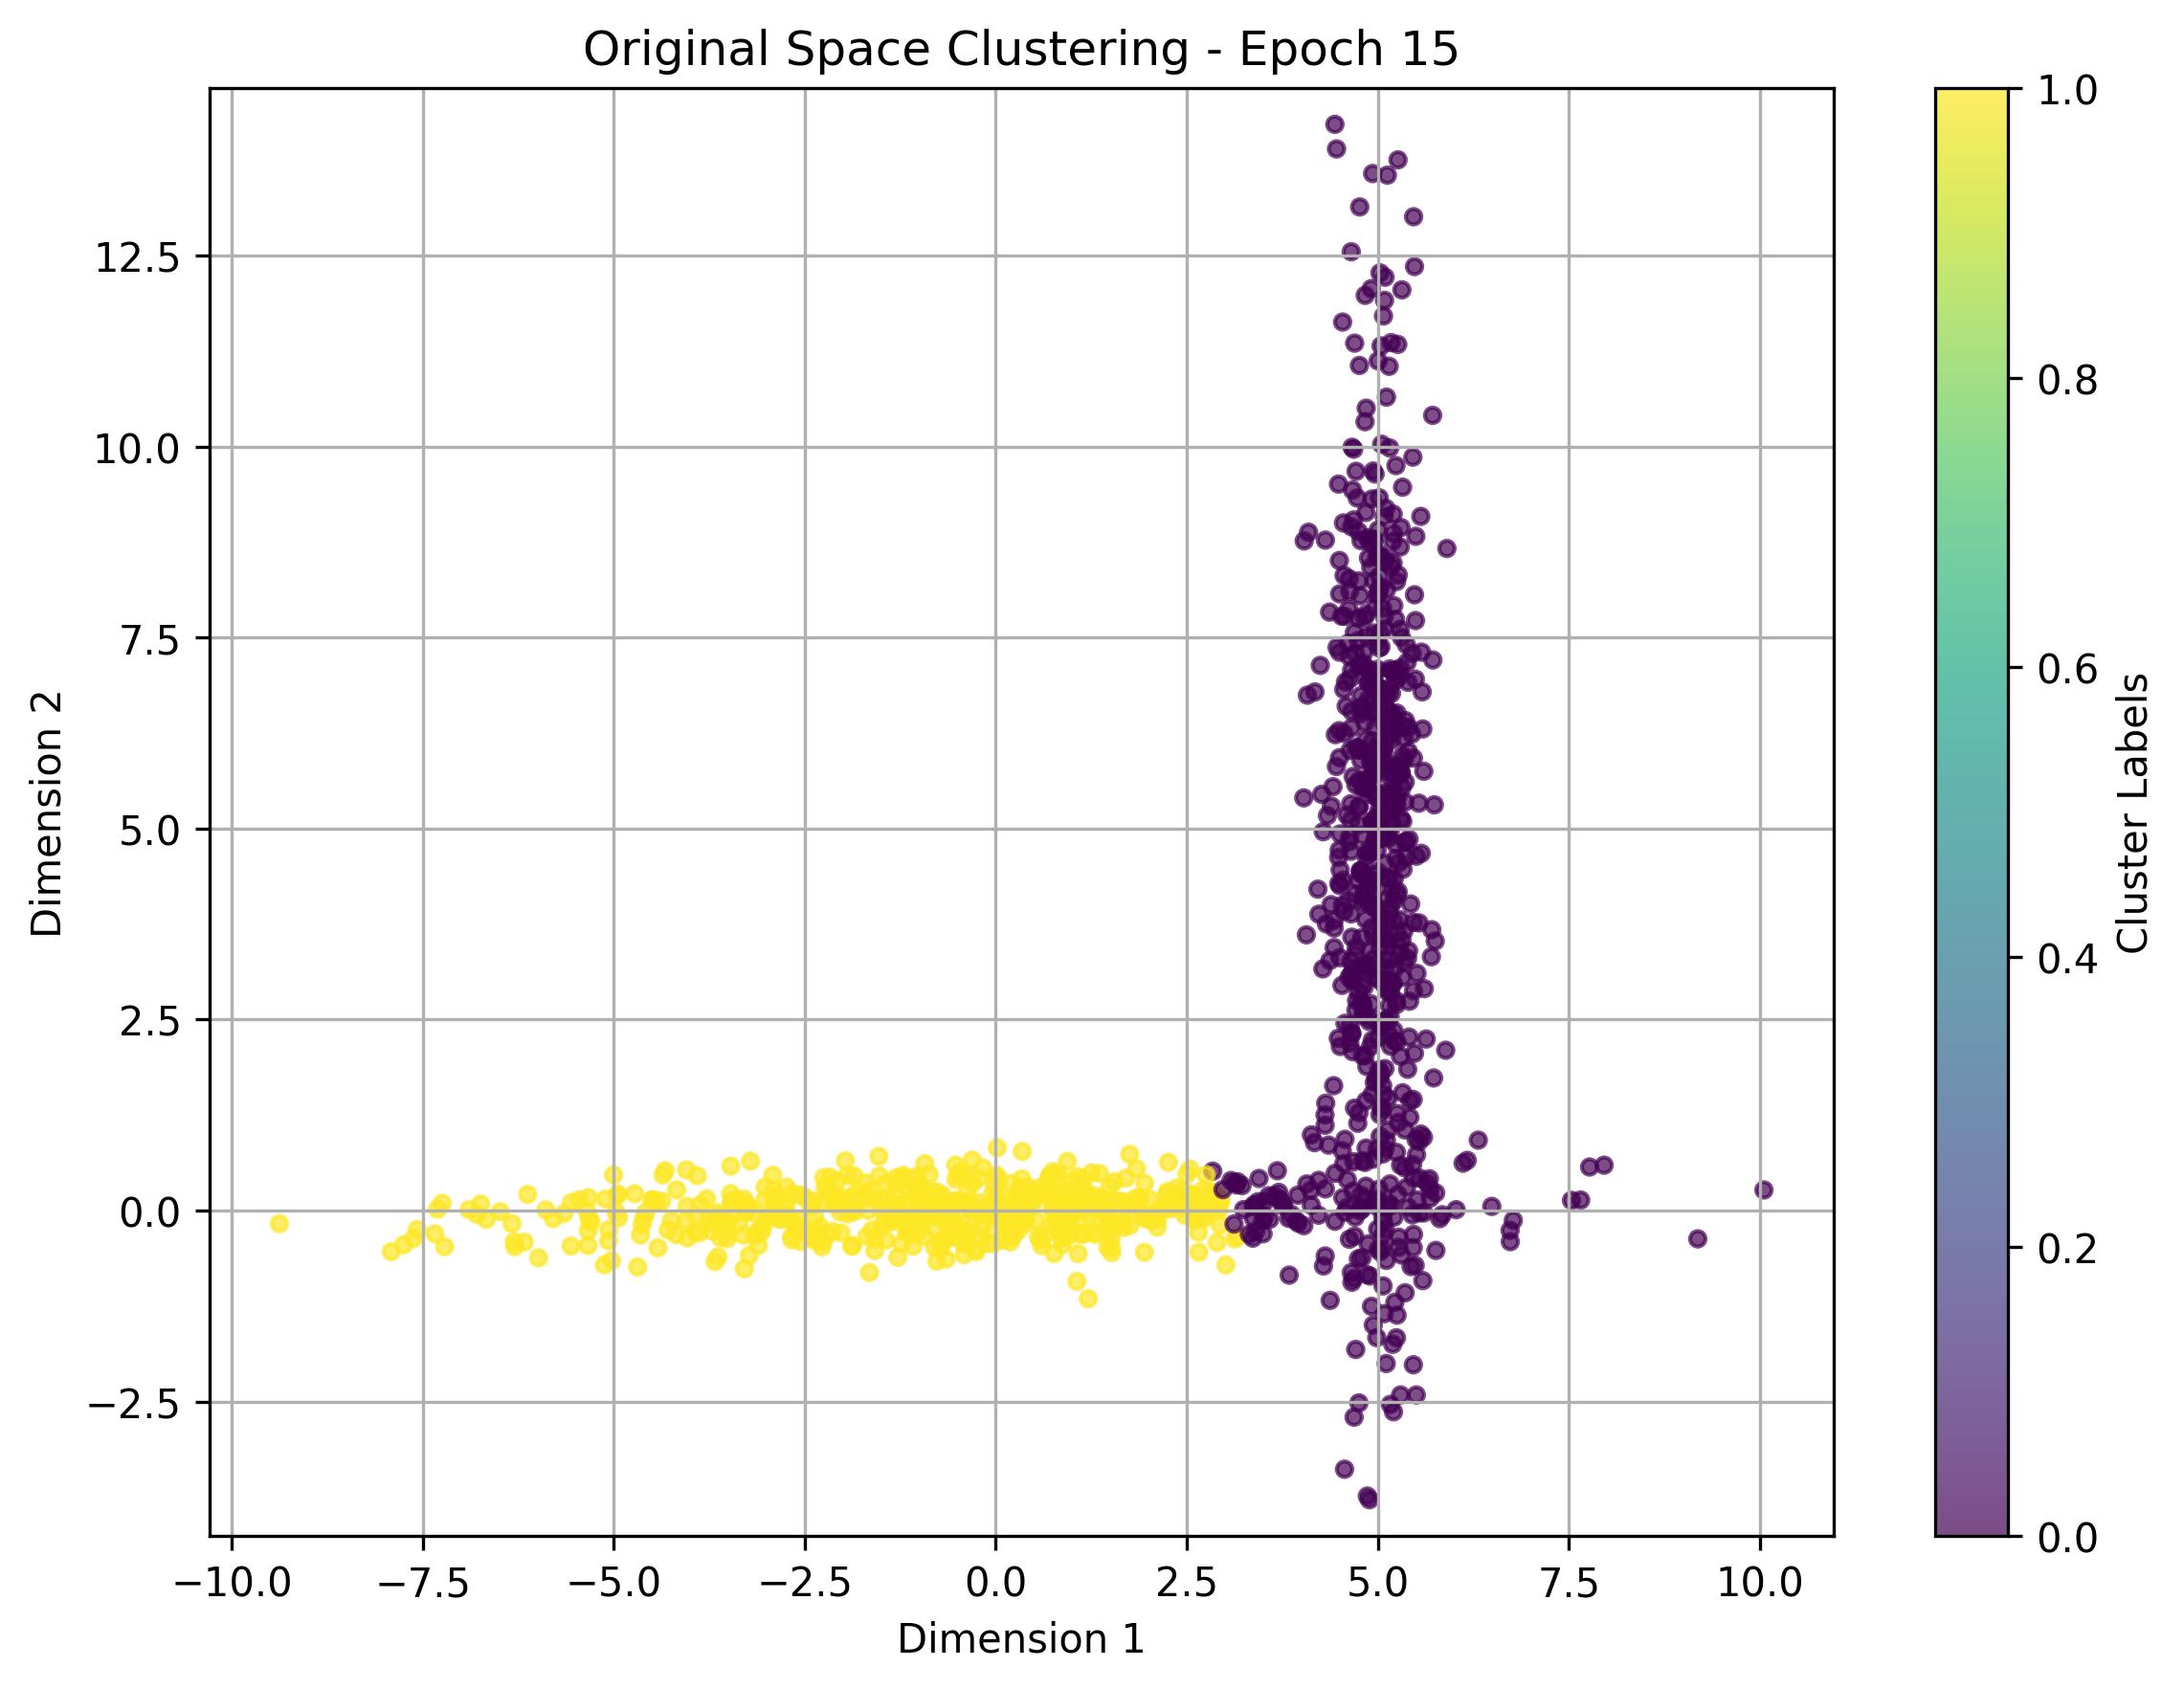 Original Space Clustering - Epoch 15
12.5
10.0
7.5
5.0
2.5
0.0
−2.5
Dimension 2
−10.0 −7.5 −5.0 −2.5 0.0 2.5 5.0 7.5 10.0
Dimension 1
1.0
0.8
0.6
0.4
0.2
0.0
Cluster Labels